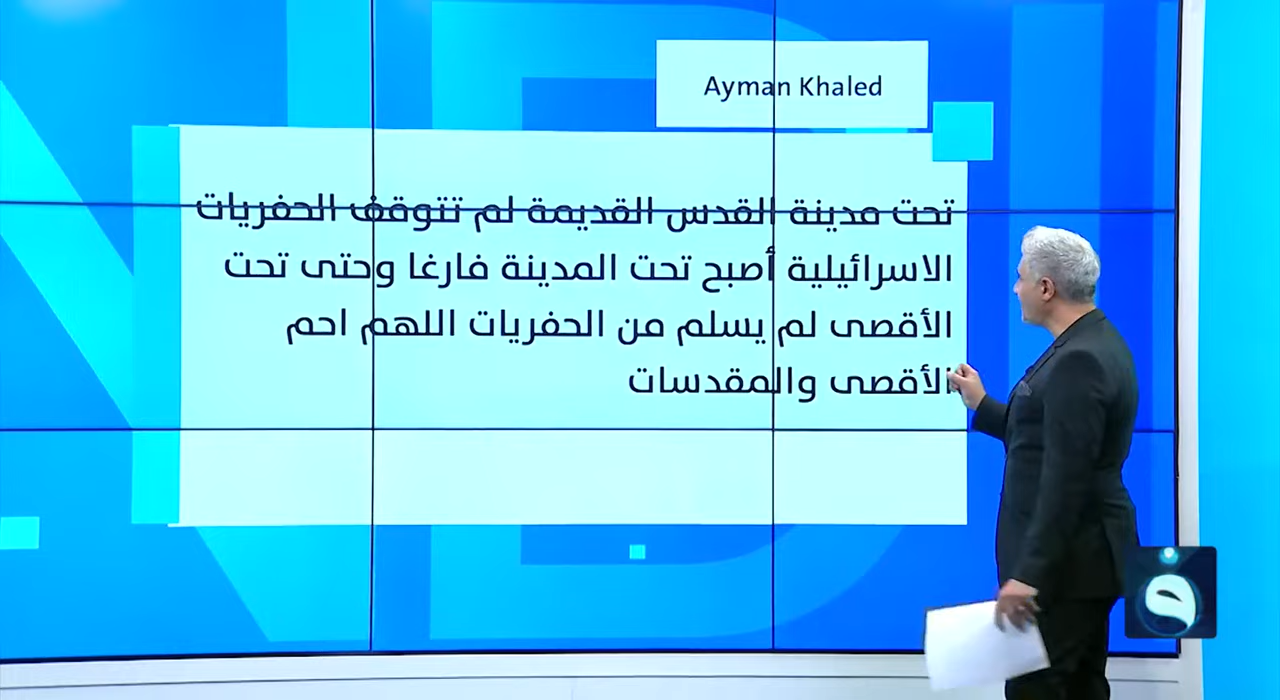 Ayman Khaled
تحت مدينة القدس القديمة لم تتوقف الحفريات
الاسرائيلية أصبح تحت المدينة فارغا وحتى تحت
الأقصى لم يسلم من الحفريات اللهم احم
الأقصى والمقدسات